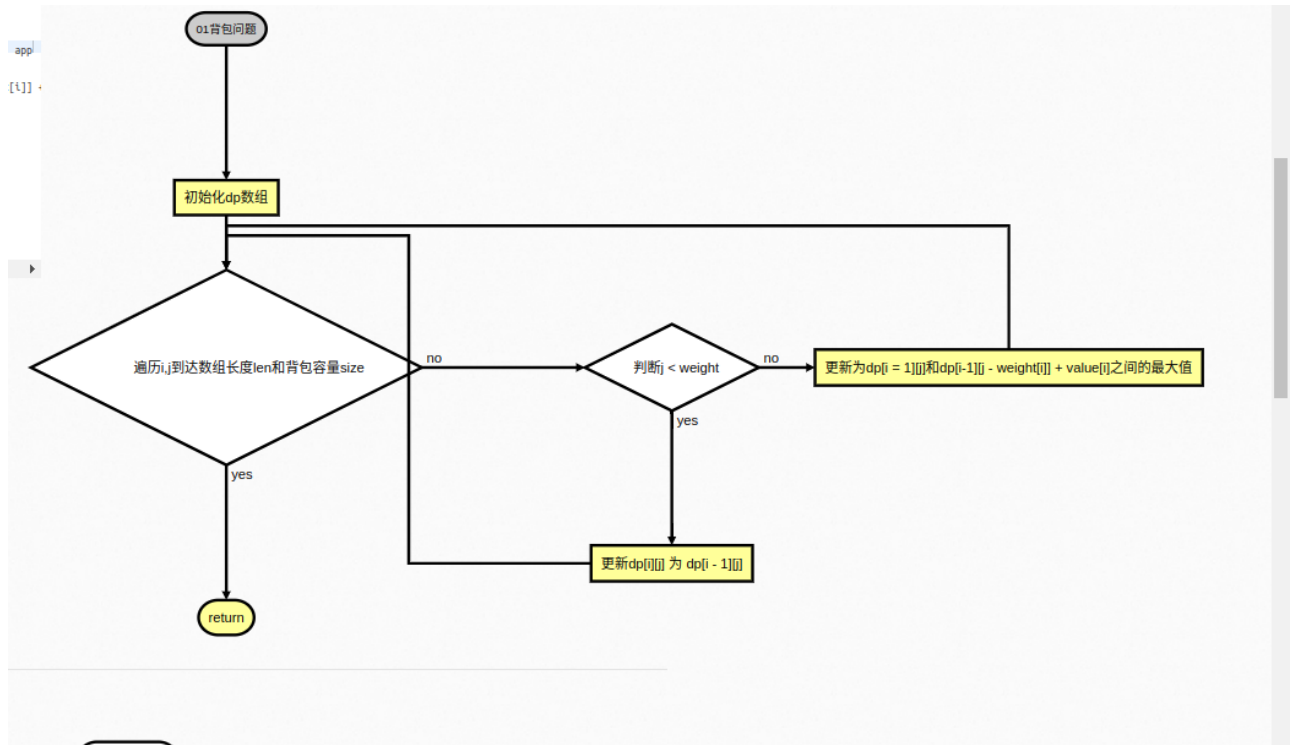 01背包问题
app
[i]] +
初始化dp数组
遍历i,j到达数组长度len和背包容量size
no
判断j < weight
no
更新为dp[i = 1][j]和dp[i-1][j - weight[i]] + value[i]之间的最大值
yes
yes
更新dp[i][j] 为 dp[i - 1][j]
return